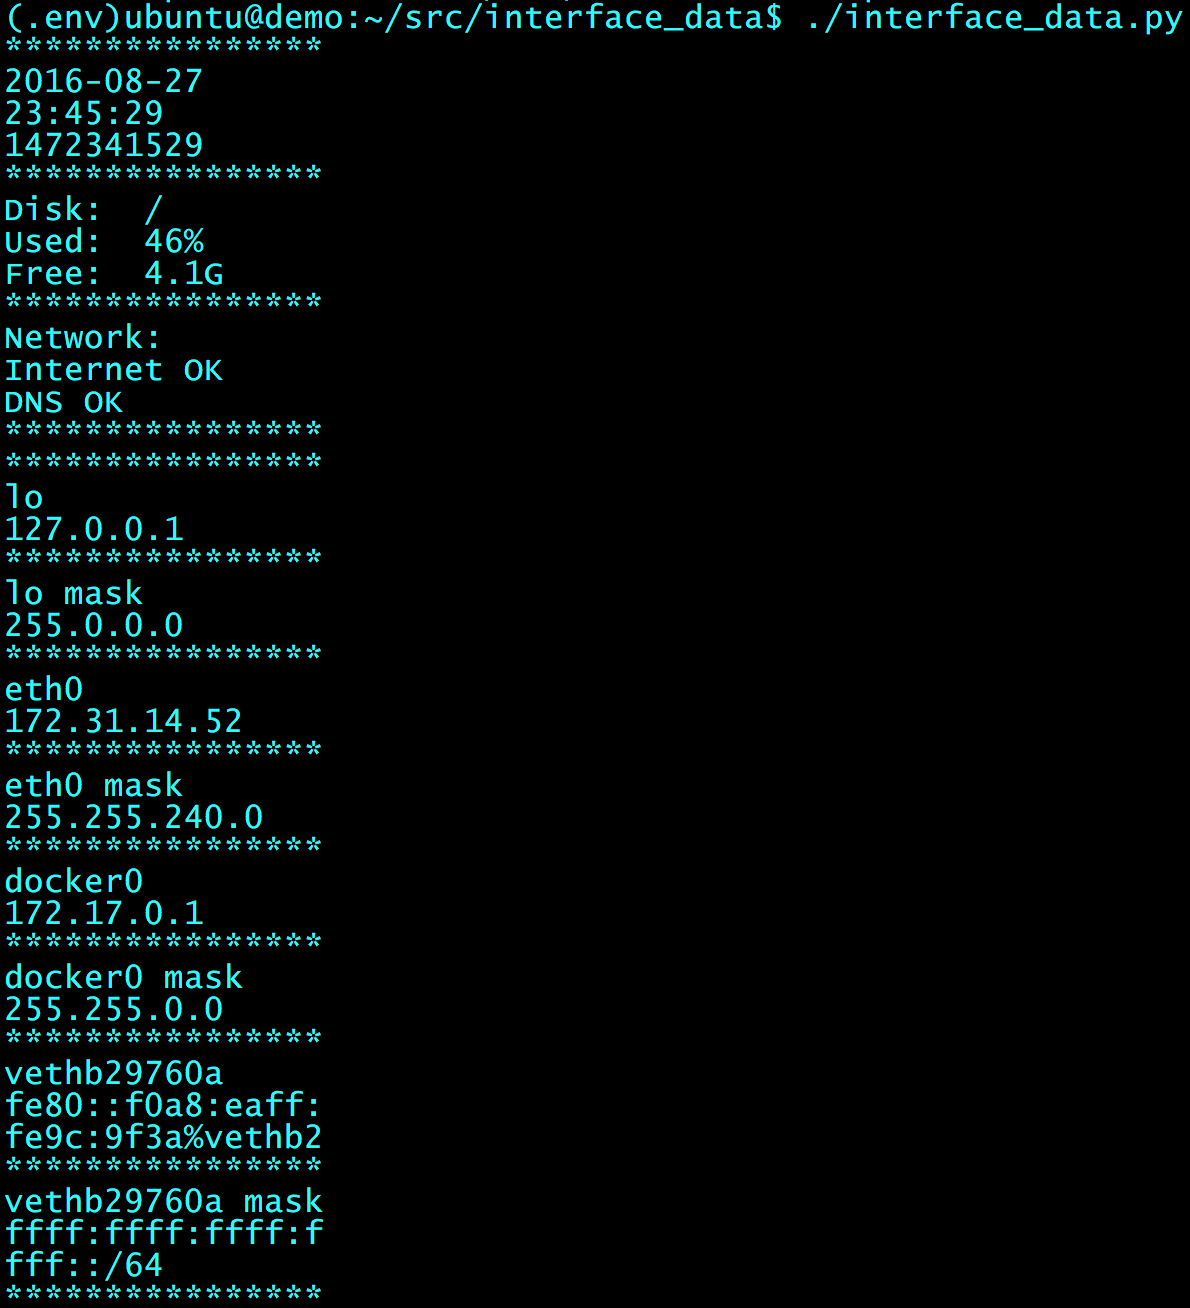 (.env)ubuntu@demo:~/src/interface_data$ ./interface_data.py
****************
2016-08-27
23:45:29
1472341529
****************
Disk:  /
Used:  46%
Free:  4.1G
****************
Network:
Internet OK
DNS OK
****************
****************
lo
127.0.0.1
****************
lo mask
255.0.0.0
****************
eth0
172.31.14.52
****************
eth0 mask
255.255.240.0
****************
docker0
172.17.0.1
****************
docker0 mask
255.255.0.0
****************
vethb29760a
fe80::f0a8:eaff:
fe9c:9f3a%vethb2
****************
vethb29760a mask
ffff:ffff:ffff:f
fff::/64
****************